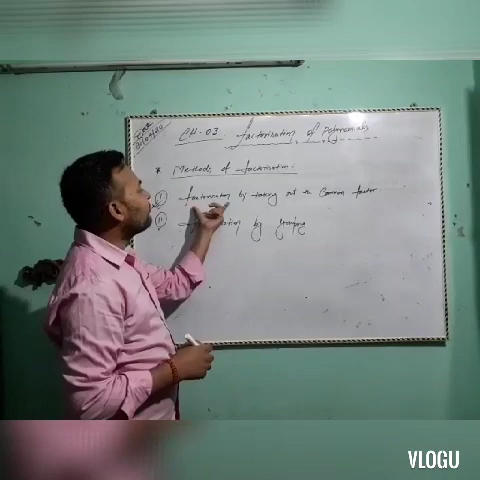 CH-03 Factorisation of Polynomials
* Methods of factorisation:
(I) factorisation by taking out the Common factor
(II) by grouping
VLOGU